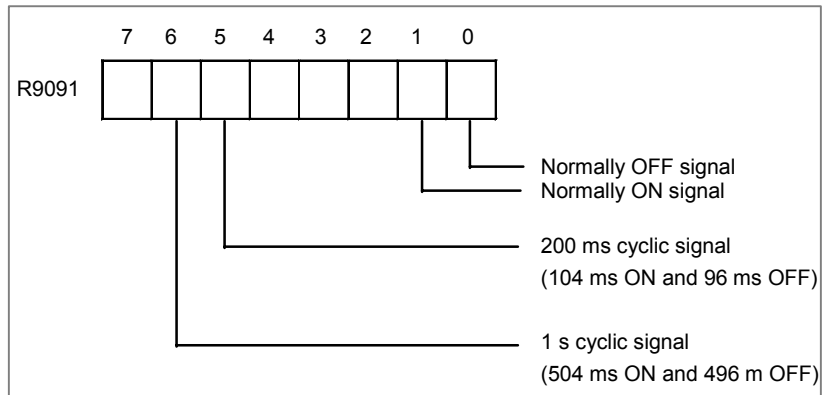 7 6 5 4 3 2 1 0
R9091
Normally OFF signal
Normally ON signal
200 ms cyclic signal
(104 ms ON and 96 ms OFF)
1 s cyclic signal
(504 ms ON and 496 m OFF)